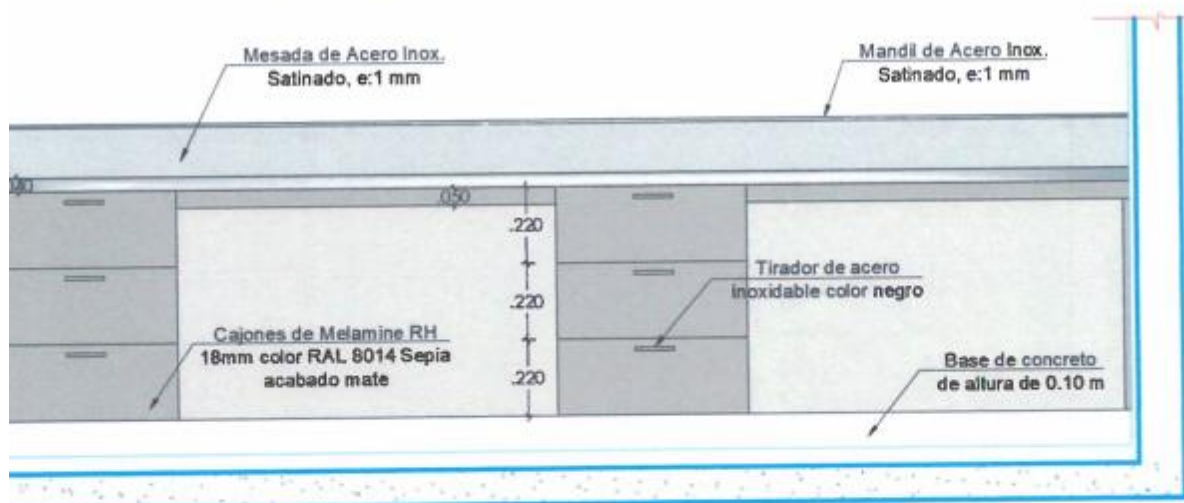 Mesada de Acero Inox.
Satinado, e:1 mm
Mandil de Acero Inox.
Satinado, e:1 mm
.050
.220
.220
.220
Tirador de acero
inoxidable color negro
Cajones de Melamine RH
18mm color RAL 8014 Sepia
acabado mate
Base de concreto
de altura de 0.10 m